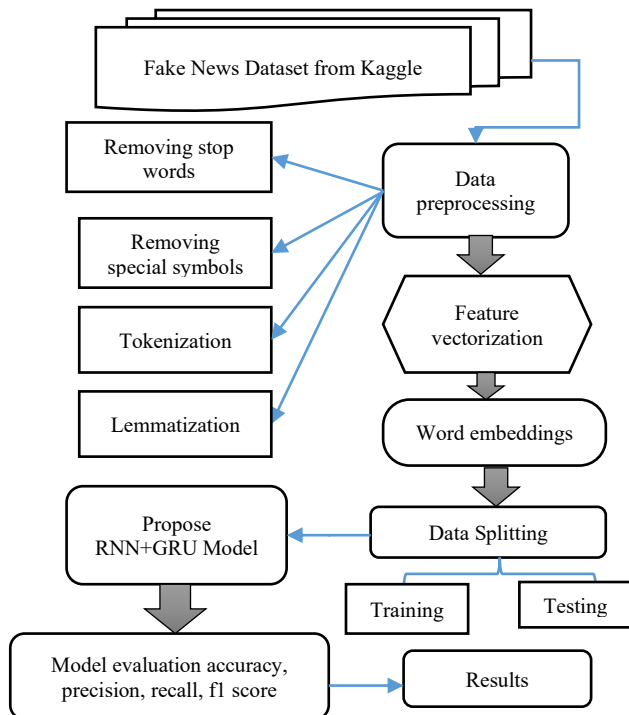 Fake News Dataset from Kaggle
Removing stop
words
Data
preprocessing
Removing
special symbols
Feature
vectorization
Tokenization
Lemmatization
Word embeddings
Propose
RNN+GRU Model
Data Splitting
Training
Testing
Model evaluation accuracy,
precision, recall, f1 score
Results